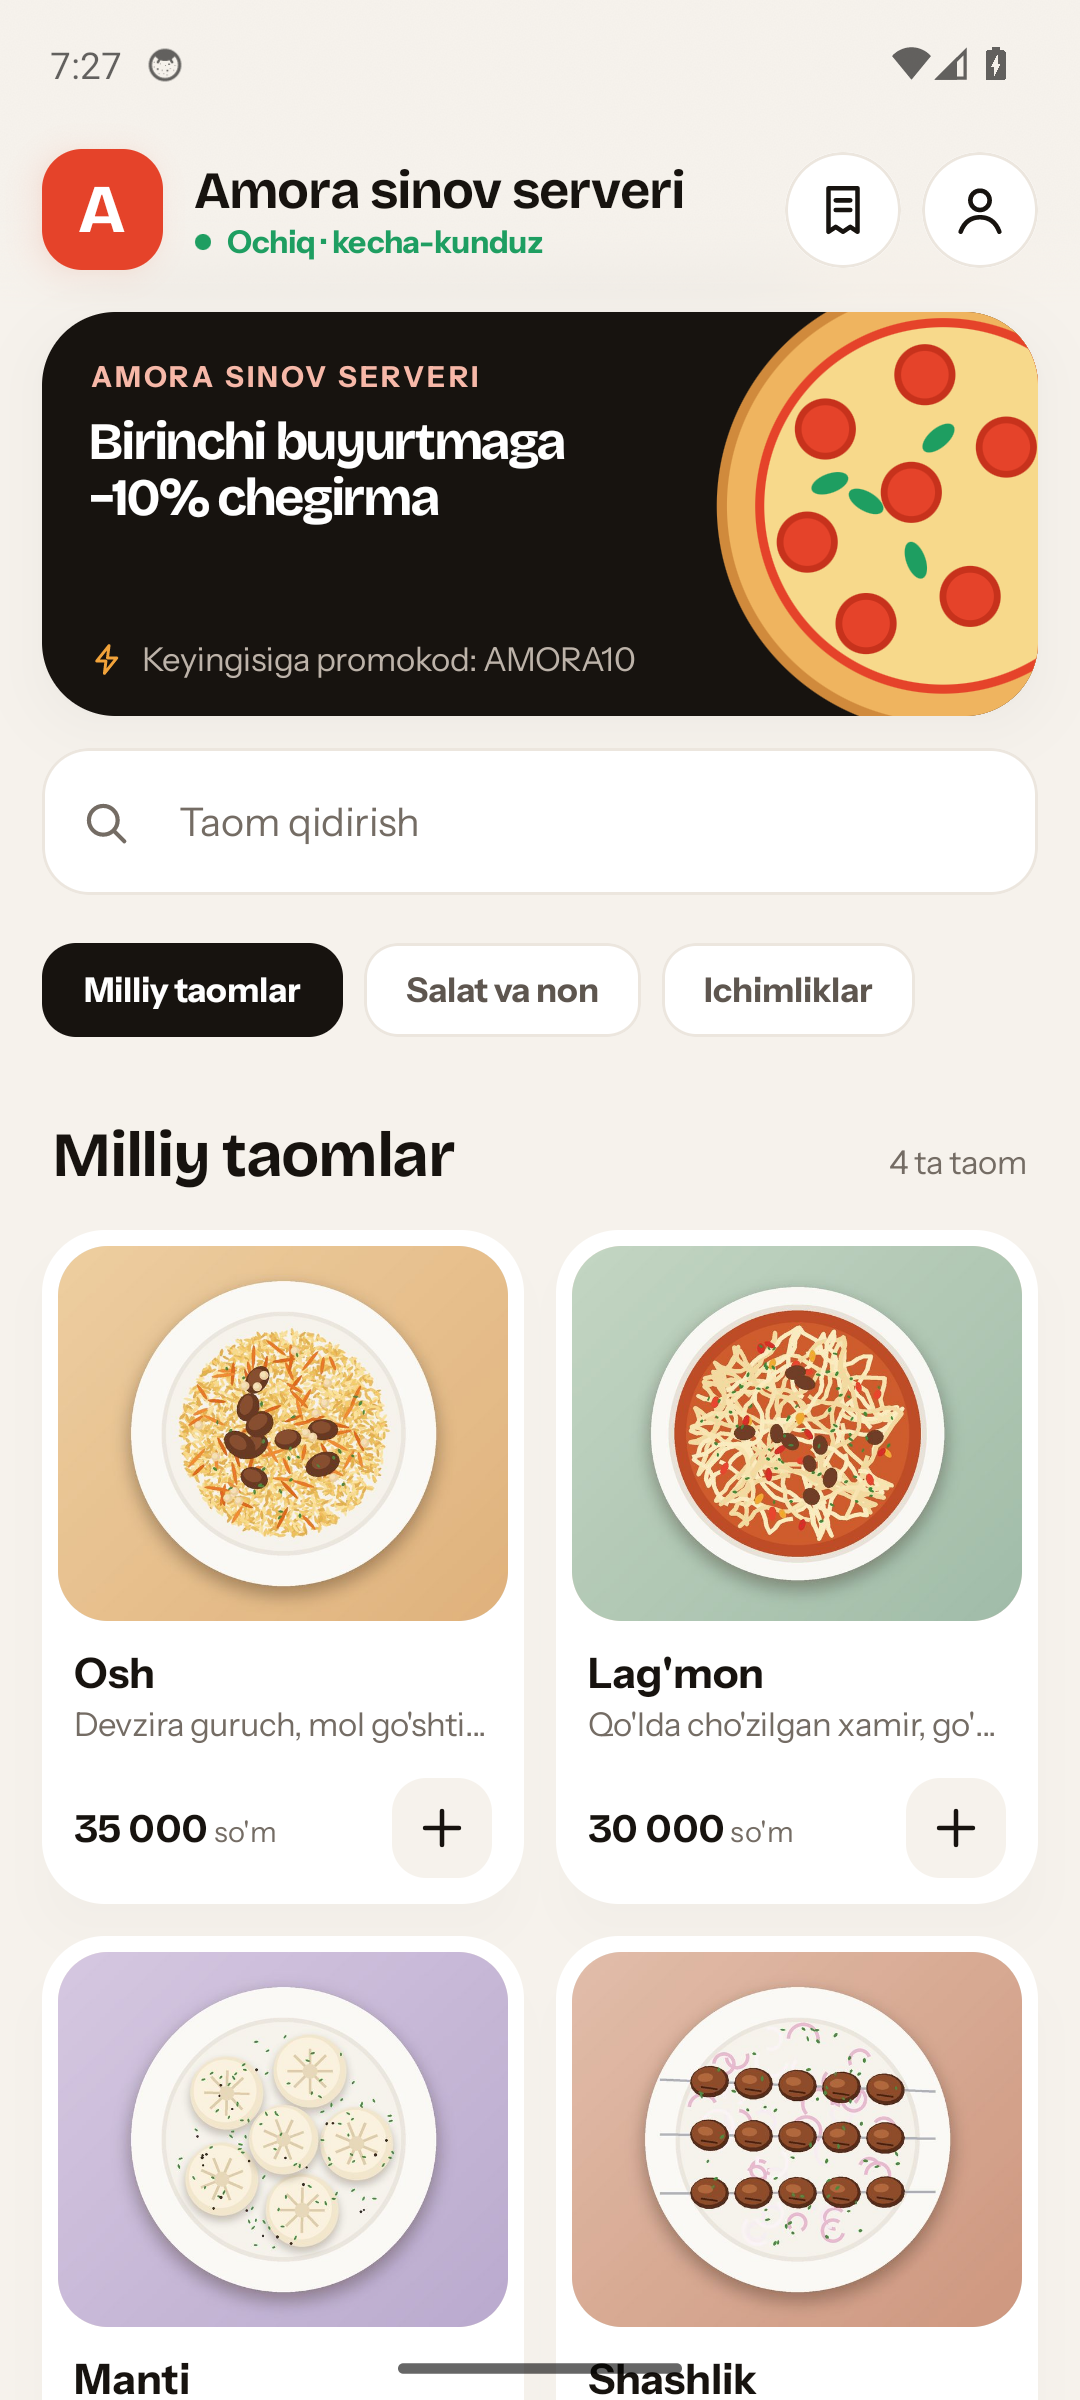 7:27
A
Amora sinov serveri
Ochiq · kecha-kunduz
AMORA SINOV SERVERI
Birinchi buyurtmaga
−10% chegirma
Keyingisiga promokod: AMORA10
Taom qidirish
Milliy taomlar
Salat va non
Ichimliklar
Milliy taomlar
4 ta taom
Osh
Devzira guruch, mol go'shti...
35 000 so'm
Lag'mon
Qo'lda cho'zilgan xamir, go'...
30 000 so'm
Manti
Shashlik